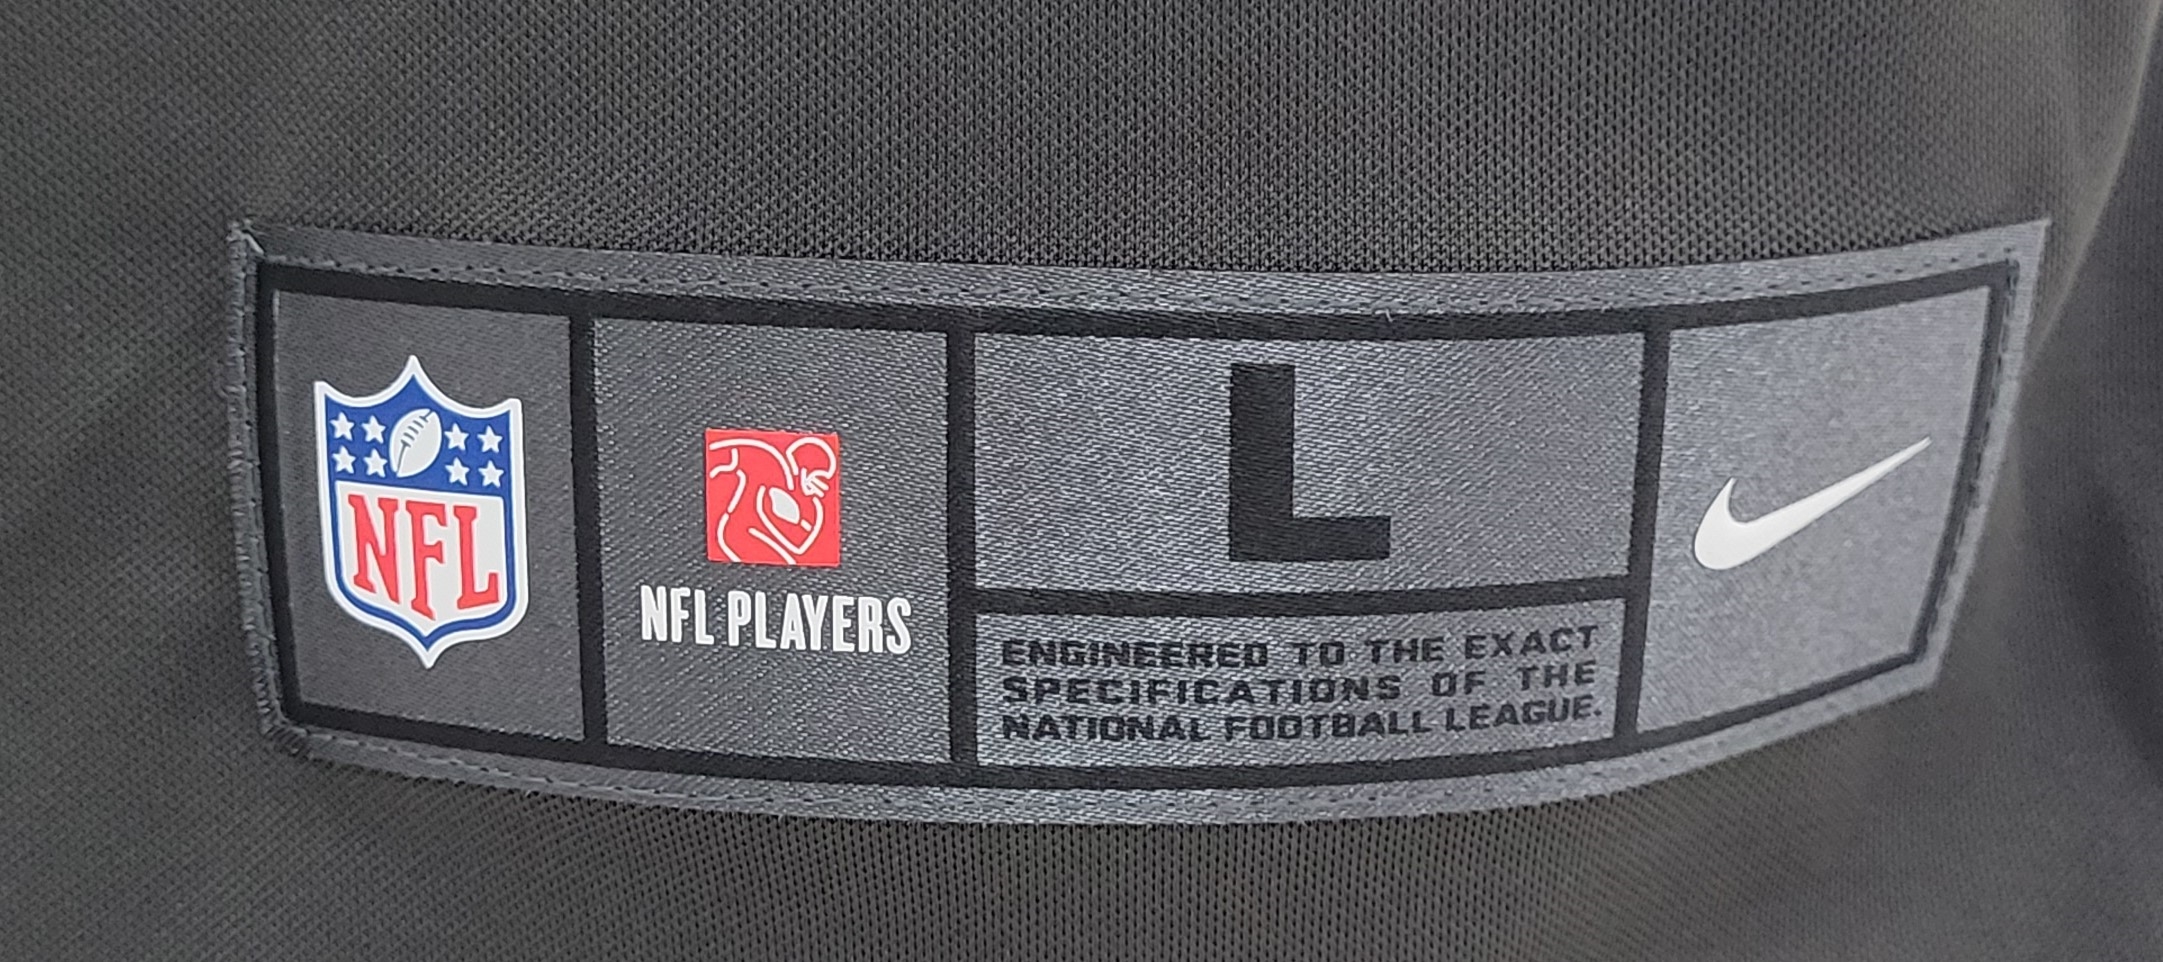 NFL
NFL PLAYERS
L
ENGINEERED TO THE EXACT
SPECIFICATIONS OF THE
NATIONAL FOOTBALL LEAGUE.